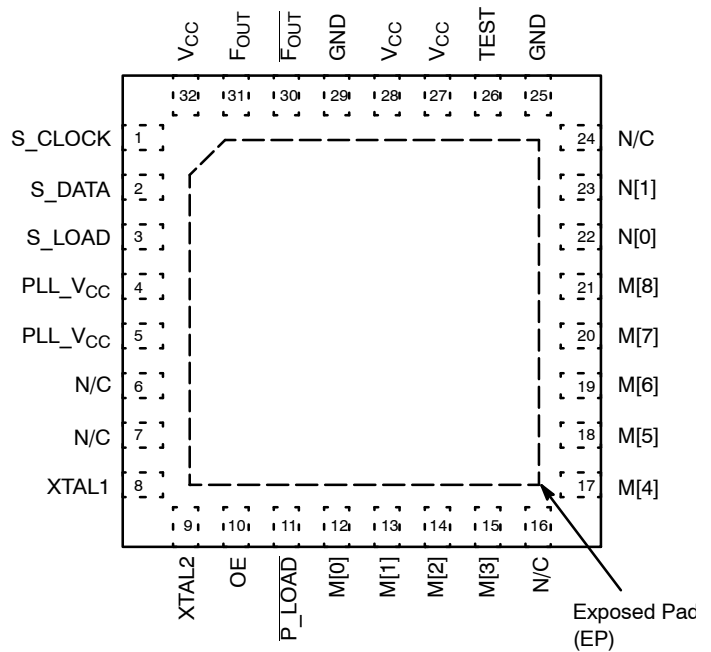 VCC
FOUT
FOUT
GND
VCC
VCC
TEST
GND
32
31
30
29
28
27
26
25
S_CLOCK 1
24 N/C
S_DATA 2
23 N[1]
S_LOAD 3
22 N[0]
PLL_VCC 4
21 M[8]
PLL_VCC 5
20 M[7]
N/C 6
19 M[6]
N/C 7
18 M[5]
XTAL1 8
17 M[4]
9
10
11
12
13
14
15
16
XTAL2
OE
P_LOAD
M[0]
M[1]
M[2]
M[3]
N/C
Exposed Pad
(EP)